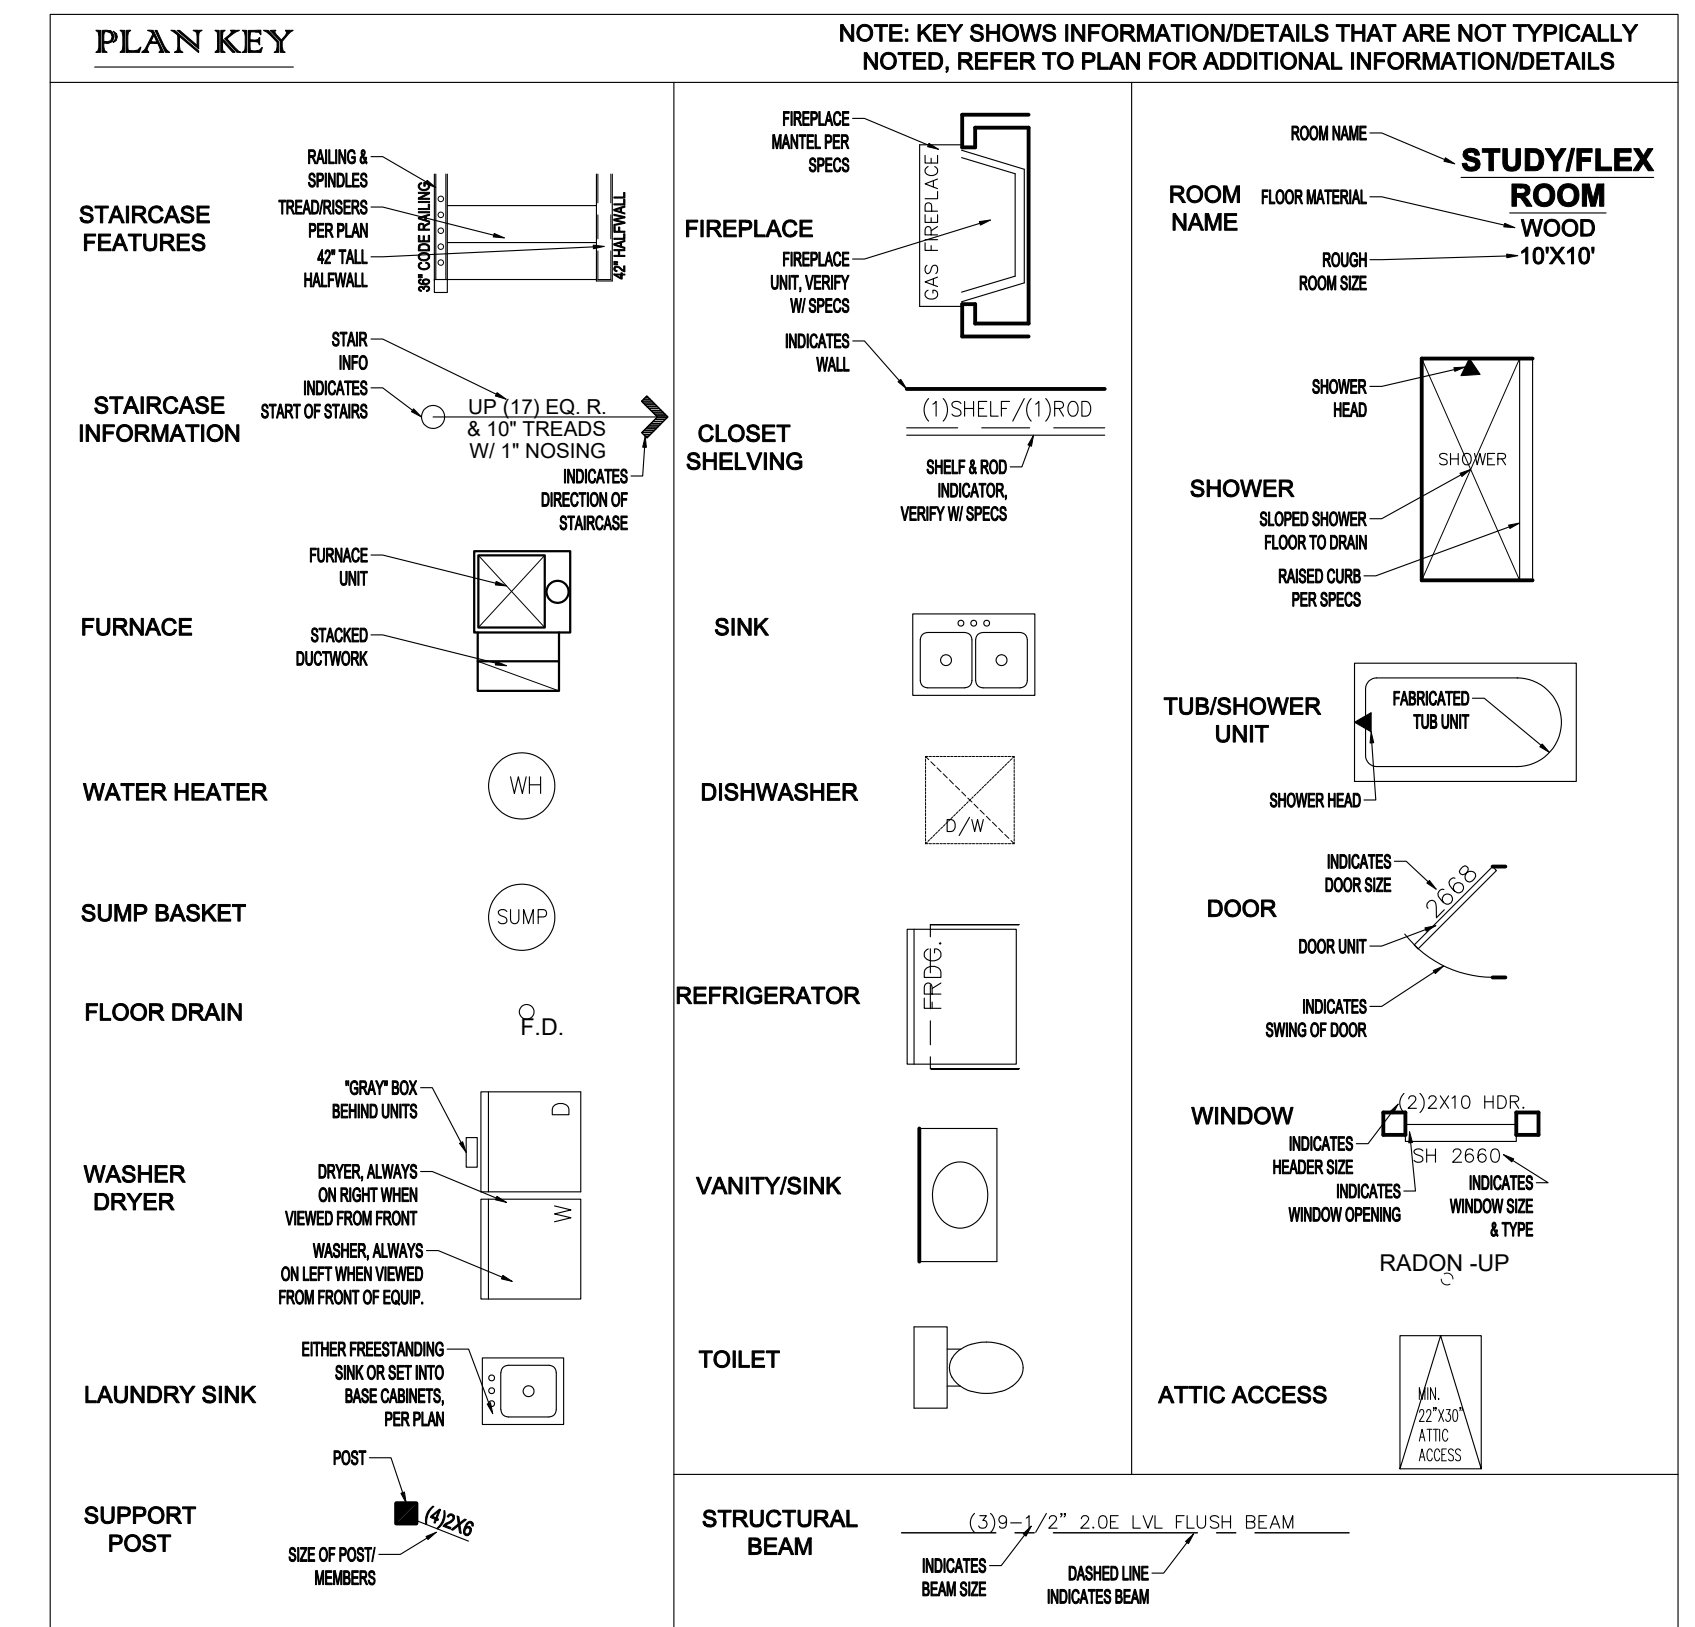 PLAN KEY
NOTE: KEY SHOWS INFORMATION/DETAILS THAT ARE NOT TYPICALLY
NOTED, REFER TO PLAN FOR ADDITIONAL INFORMATION/DETAILS
STAIRCASE
FEATURES
RAILING &
SPINDLES
TREAD/RISERS
PER PLAN
42" TALL
HALFWALL
36" CODE RAILING
42" HALFWALL
STAIRCASE
INFORMATION
STAIR
INFO
INDICATES
START OF STAIRS
UP (17) EQ. R.
& 10" TREADS
W/ 1" NOSING
INDICATES
DIRECTION OF
STAIRCASE
FURNACE
FURNACE
UNIT
STACKED
DUCTWORK
WATER HEATER
WH
SUMP BASKET
SUMP
FLOOR DRAIN
F.D.
WASHER
DRYER
"GRAY" BOX
BEHIND UNITS
DRYER, ALWAYS
ON RIGHT WHEN
VIEWED FROM FRONT
WASHER, ALWAYS
ON LEFT WHEN VIEWED
FROM FRONT OF EQUIP.
D
W
LAUNDRY SINK
EITHER FREESTANDING
SINK OR SET INTO
BASE CABINETS,
PER PLAN
SUPPORT
POST
POST
(4)2X6
SIZE OF POST/
MEMBERS
FIREPLACE
FIREPLACE
MANTEL PER
SPECS
FIREPLACE
UNIT, VERIFY
W/ SPECS
GAS FIREPLACE
CLOSET
SHELVING
INDICATES
WALL
(1)SHELF/(1)ROD
SHELF & ROD
INDICATOR,
VERIFY W/ SPECS
SINK
DISHWASHER
D/W
REFRIGERATOR
FRDG.
VANITY/SINK
TOILET
ROOM
NAME
ROOM NAME
FLOOR MATERIAL
ROUGH
ROOM SIZE
STUDY/FLEX
ROOM
WOOD
10'X10'
SHOWER
SHOWER
HEAD
SHOWER
SLOPED SHOWER
FLOOR TO DRAIN
RAISED CURB
PER SPECS
TUB/SHOWER
UNIT
FABRICATED
TUB UNIT
SHOWER HEAD
DOOR
INDICATES
DOOR SIZE
2668
DOOR UNIT
INDICATES
SWING OF DOOR
WINDOW
(2)2X10 HDR.
SH 2660
INDICATES
HEADER SIZE
INDICATES
WINDOW OPENING
INDICATES
WINDOW SIZE
& TYPE
RADON -UP
ATTIC ACCESS
MIN.
22"X30"
ATTIC
ACCESS
STRUCTURAL
BEAM
(3)9-1/2" 2.0E LVL FLUSH BEAM
INDICATES
BEAM SIZE
DASHED LINE
INDICATES BEAM